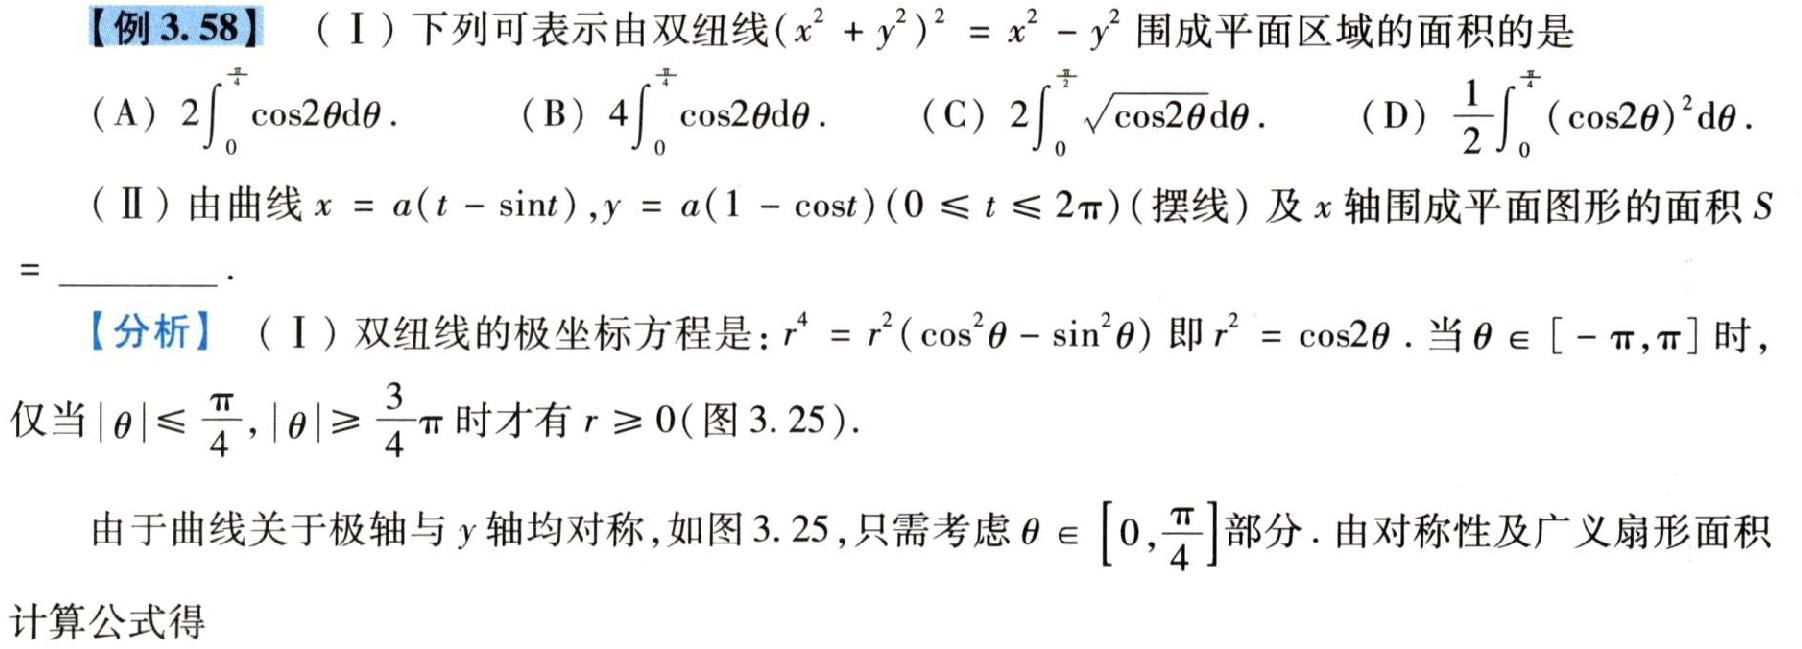 【例 3.58】 （Ⅰ）下列可表示由双纽线$(x^2+y^2)^2=x^2-y^2$围成平面区域的面积的是
（A）$2\int_0^{\frac{\pi}{4}}\cos2\theta d\theta$. （B）$4\int_0^{\frac{\pi}{4}}\cos2\theta d\theta$. （C）$2\int_0^{\frac{\pi}{2}}\sqrt{\cos2\theta}d\theta$. （D）$\frac{1}{2}\int_0^{\frac{\pi}{4}}(\cos2\theta)^2d\theta$.
（Ⅱ）由曲线$x=a(t-\sin t),y=a(1-\cos t)(0\leqslant t\leqslant2\pi)$(摆线)及$x$轴围成平面图形的面积$S$
= ________ .
【分析】 （Ⅰ）双纽线的极坐标方程是：$r^4=r^2(\cos^2\theta-\sin^2\theta)$即$r^2=\cos2\theta$.当$\theta\in[-\pi,\pi]$时,
仅当$|\theta|\leqslant\frac{\pi}{4},|\theta|\geqslant\frac{3}{4}\pi$时才有$r\geqslant0$(图3.25).
由于曲线关于极轴与$y$轴均对称,如图3.25,只需考虑$\theta\in\left[0,\frac{\pi}{4}\right]$部分.由对称性及广义扇形面积
计算公式得